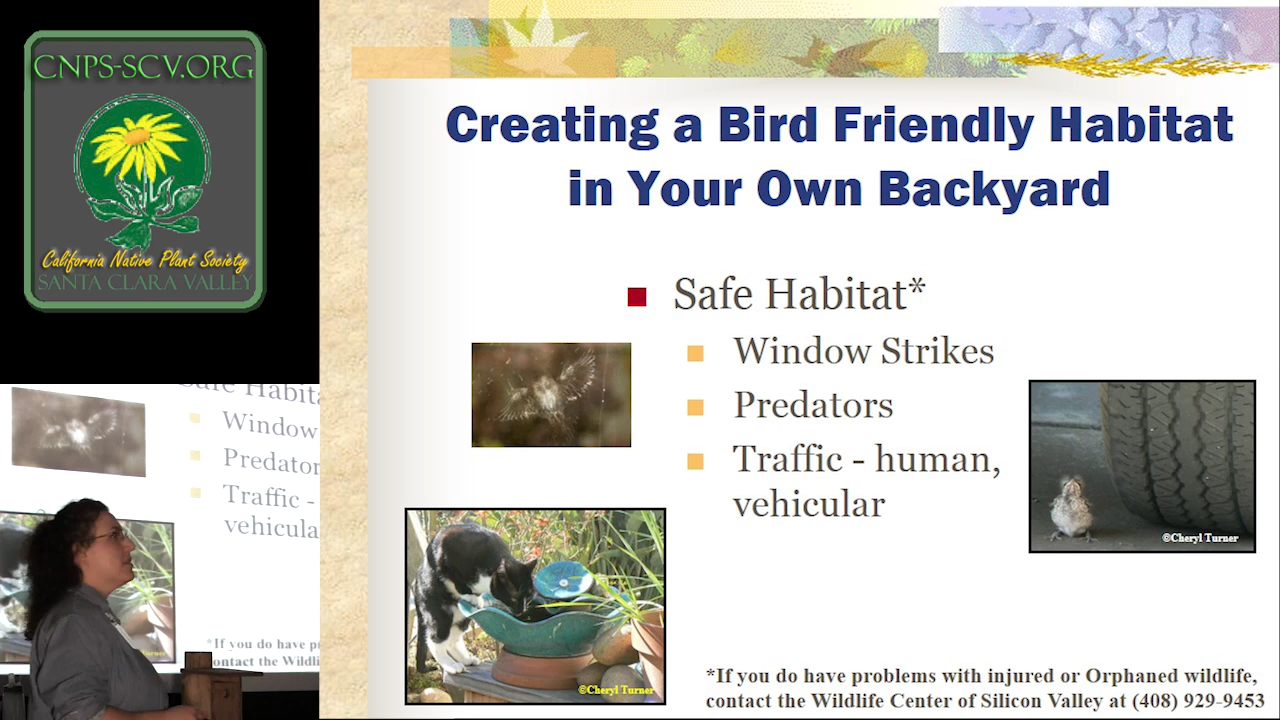 CNPS-SCV.ORG
California Native Plant Society
SANTA CLARA VALLEY
Creating a Bird Friendly Habitat
in Your Own Backyard
Safe Habitat*
Window Strikes
Predators
Traffic - human,
vehicular
©Cheryl Turner
©Cheryl Turner
*If you do have problems with injured or Orphaned wildlife,
contact the Wildlife Center of Silicon Valley at (408) 929-9453
Safe Habita
Window
Predator
Traffic -
vehicula
*If you do have pr
contact the Wildli